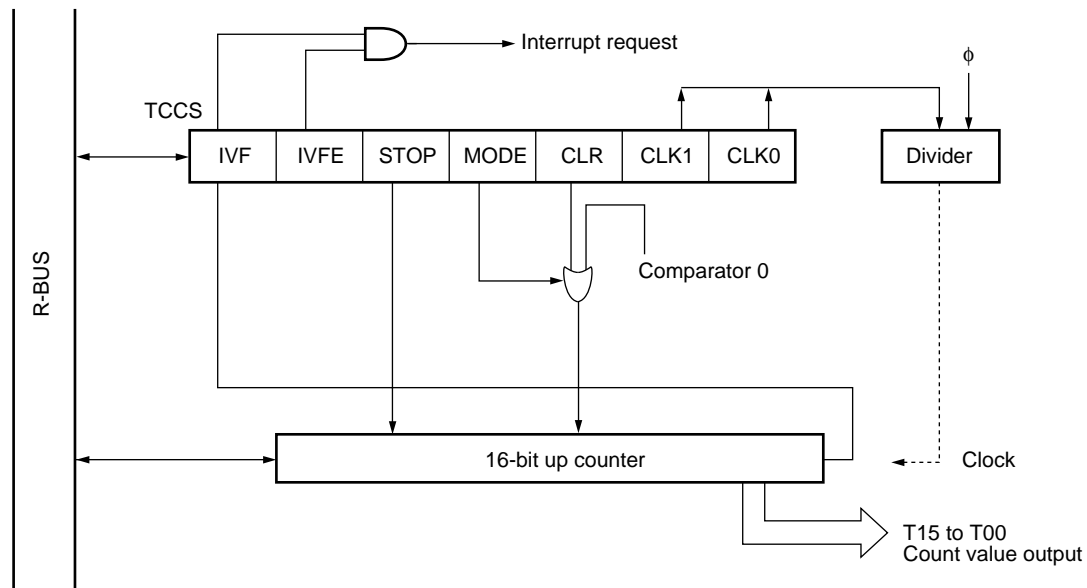 Interrupt request
ϕ
TCCS
IVF IVFE STOP MODE CLR CLK1 CLK0
Divider
R-BUS
Comparator 0
16-bit up counter
Clock
T15 to T00
Count value output